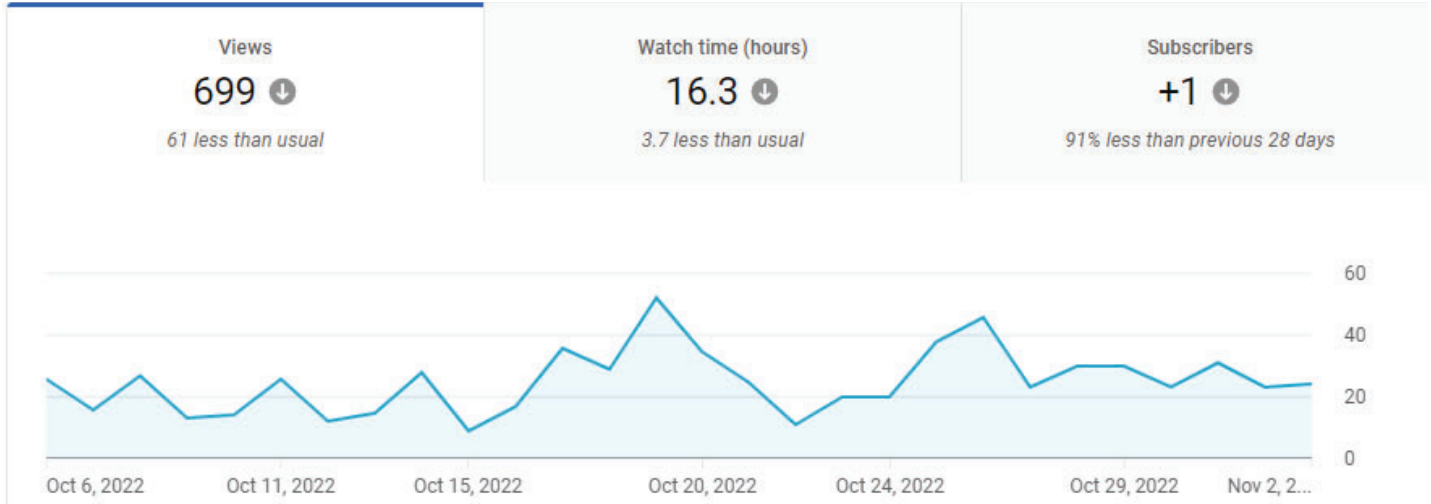 Views
699
61 less than usual
Watch time (hours)
16.3
3.7 less than usual
Subscribers
+1
91% less than previous 28 days
60
40
20
0
Oct 6, 2022
Oct 11, 2022
Oct 15, 2022
Oct 20, 2022
Oct 24, 2022
Oct 29, 2022
Nov 2, 2...